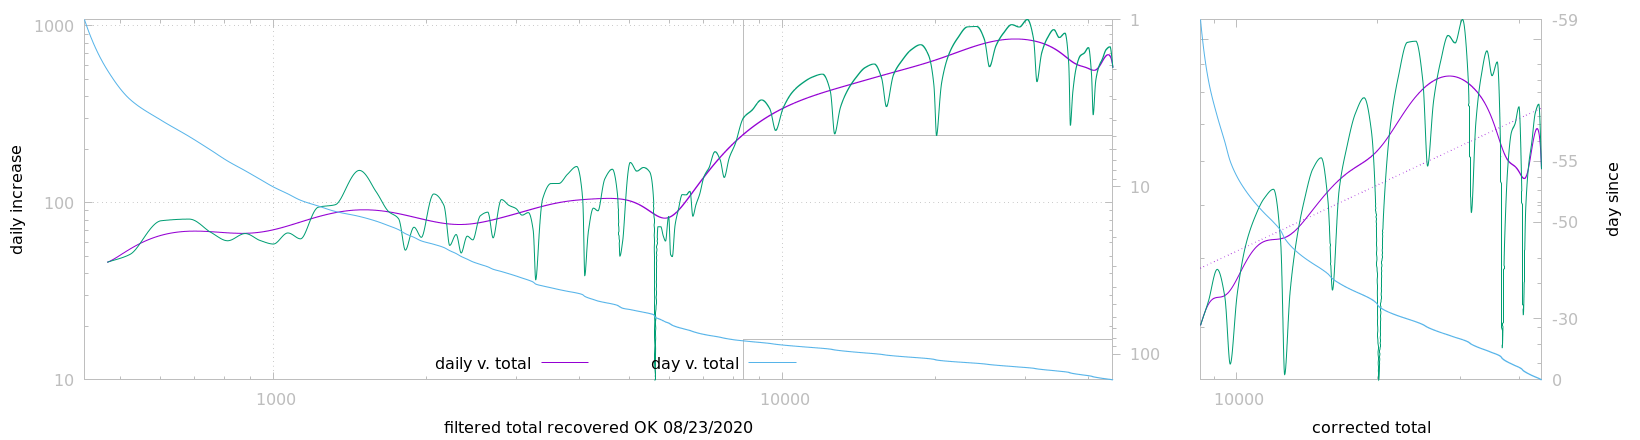 1000
100
10
daily increase
1000
10000
1
10
100
daily v. total
day v. total
filtered total recovered OK 08/23/2020
-59
-55
-50
-30
0
day since
10000
corrected total